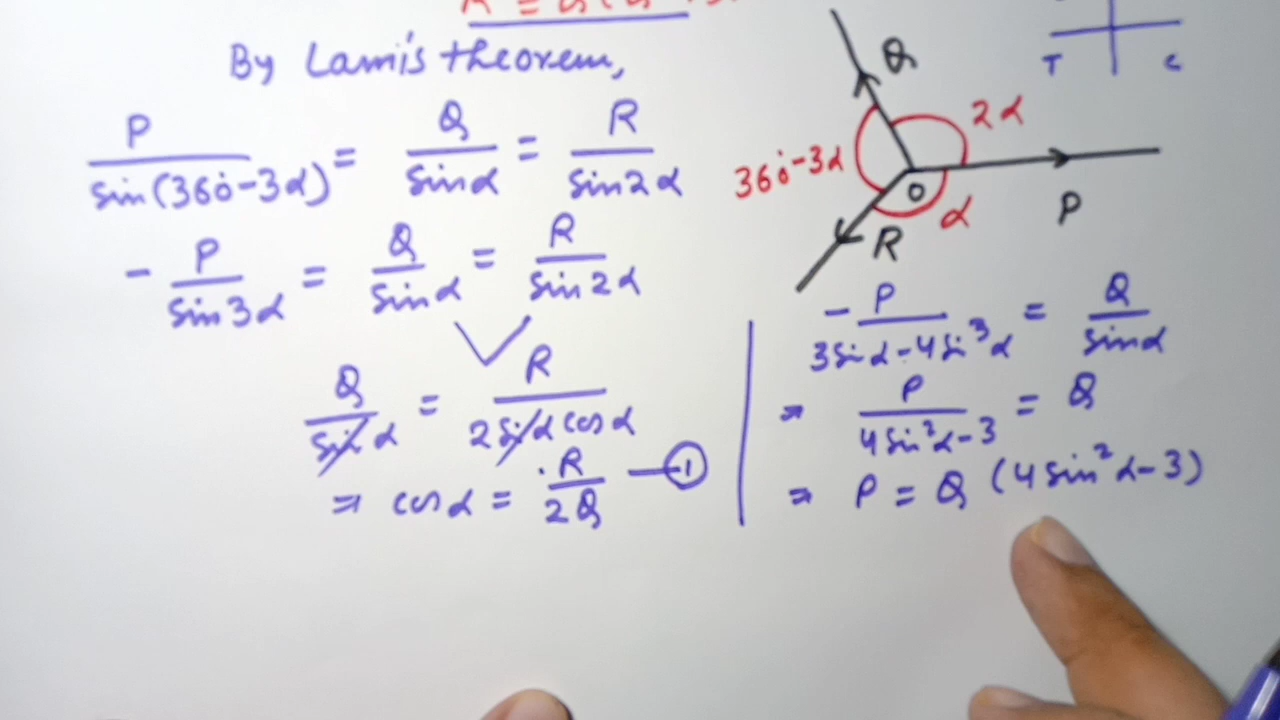 By Lami's theorem,
P/sin(360°-3α) = Q/sinα = R/sin2α
- P/sin3α = Q/sinα = R/sin2α
Q/sinα = R/2sinα cosα
⇒ cosα = R/2Q — ①
T C
Q
2α
360°-3α
O
P
R
α
- P/3sinα-4sin³α = Q/sinα
⇒ P/4sin²α-3 = Q
⇒ P = Q (4sin²α-3)